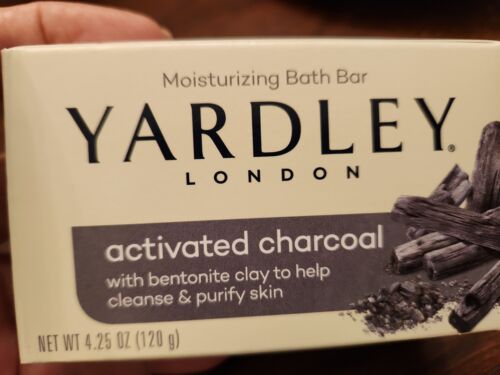 Moisturizing Bath Bar
YARDLEY®
LONDON
activated charcoal
with bentonite clay to help
cleanse & purify skin
NET WT 4.25 OZ (120 g)